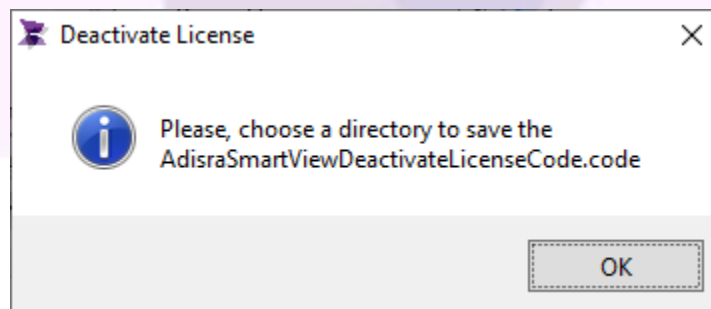 Deactivate License
Please, choose a directory to save the
AdisraSmartViewDeactivateLicenseCode.code
OK